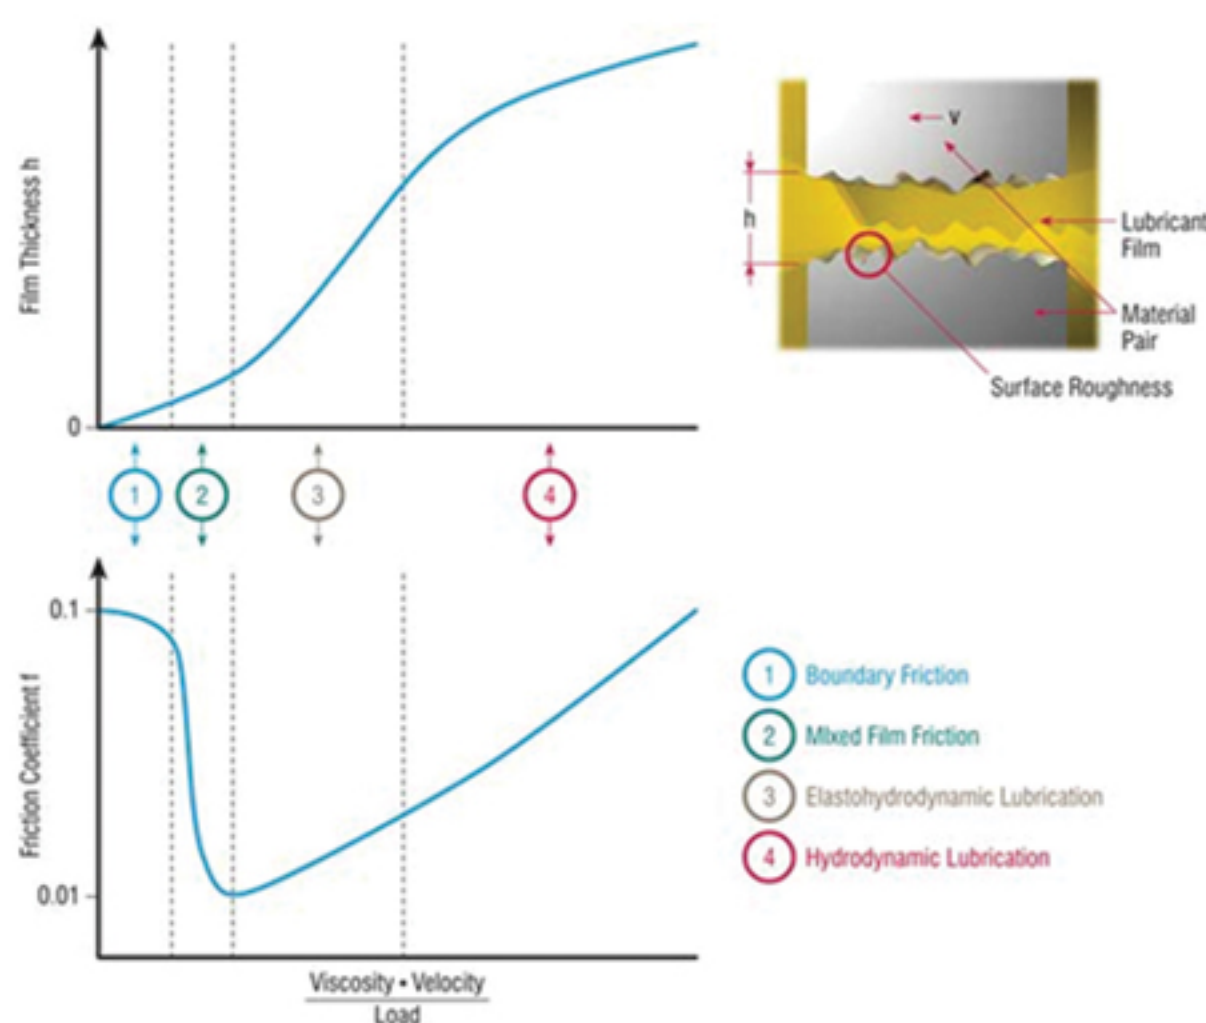 Film Thickness h
0
v
h
Lubricant
Film
Material
Pair
Surface Roughness
1
2
3
4
Friction Coefficient f
0.1
0.01
Viscosity • Velocity
Load
1 Boundary Friction
2 MIxed Film Friction
3 Elastohydrodynamic Lubrication
4 Hydrodynamic Lubrication